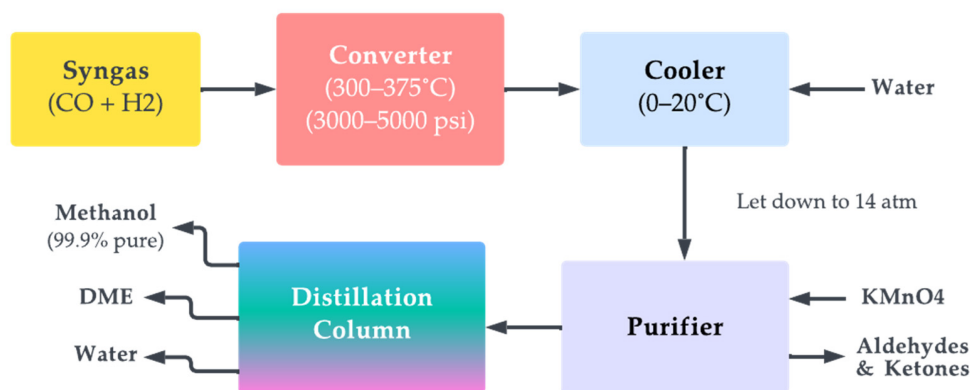 Syngas
(CO + H2)
Converter
(300–375˚C)
(3000–5000 psi)
Cooler
(0–20˚C)
Water
Let down to 14 atm
Purifier
KMnO4
Aldehydes
& Ketones
Distillation
Column
Methanol
(99.9% pure)
DME
Water